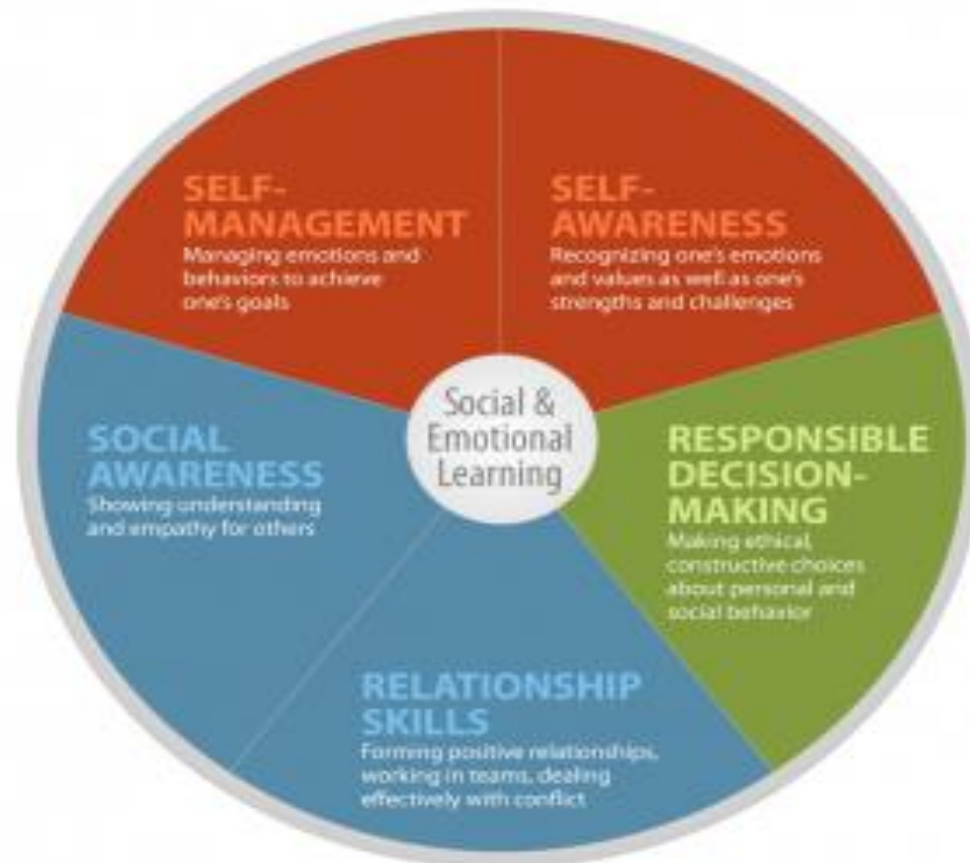 SELF-
MANAGEMENT
Managing emotions and
behaviors to achieve
one's goals
SELF-
AWARENESS
Recognizing one's emotions
and values as well as one's
strengths and challenges
SOCIAL
AWARENESS
Showing understanding
and empathy for others
Social &
Emotional
Learning
RESPONSIBLE
DECISION-
MAKING
Making ethical,
constructive choices
about personal and
social behavior
RELATIONSHIP
SKILLS
Forming positive relationships,
working in teams, dealing
effectively with conflict